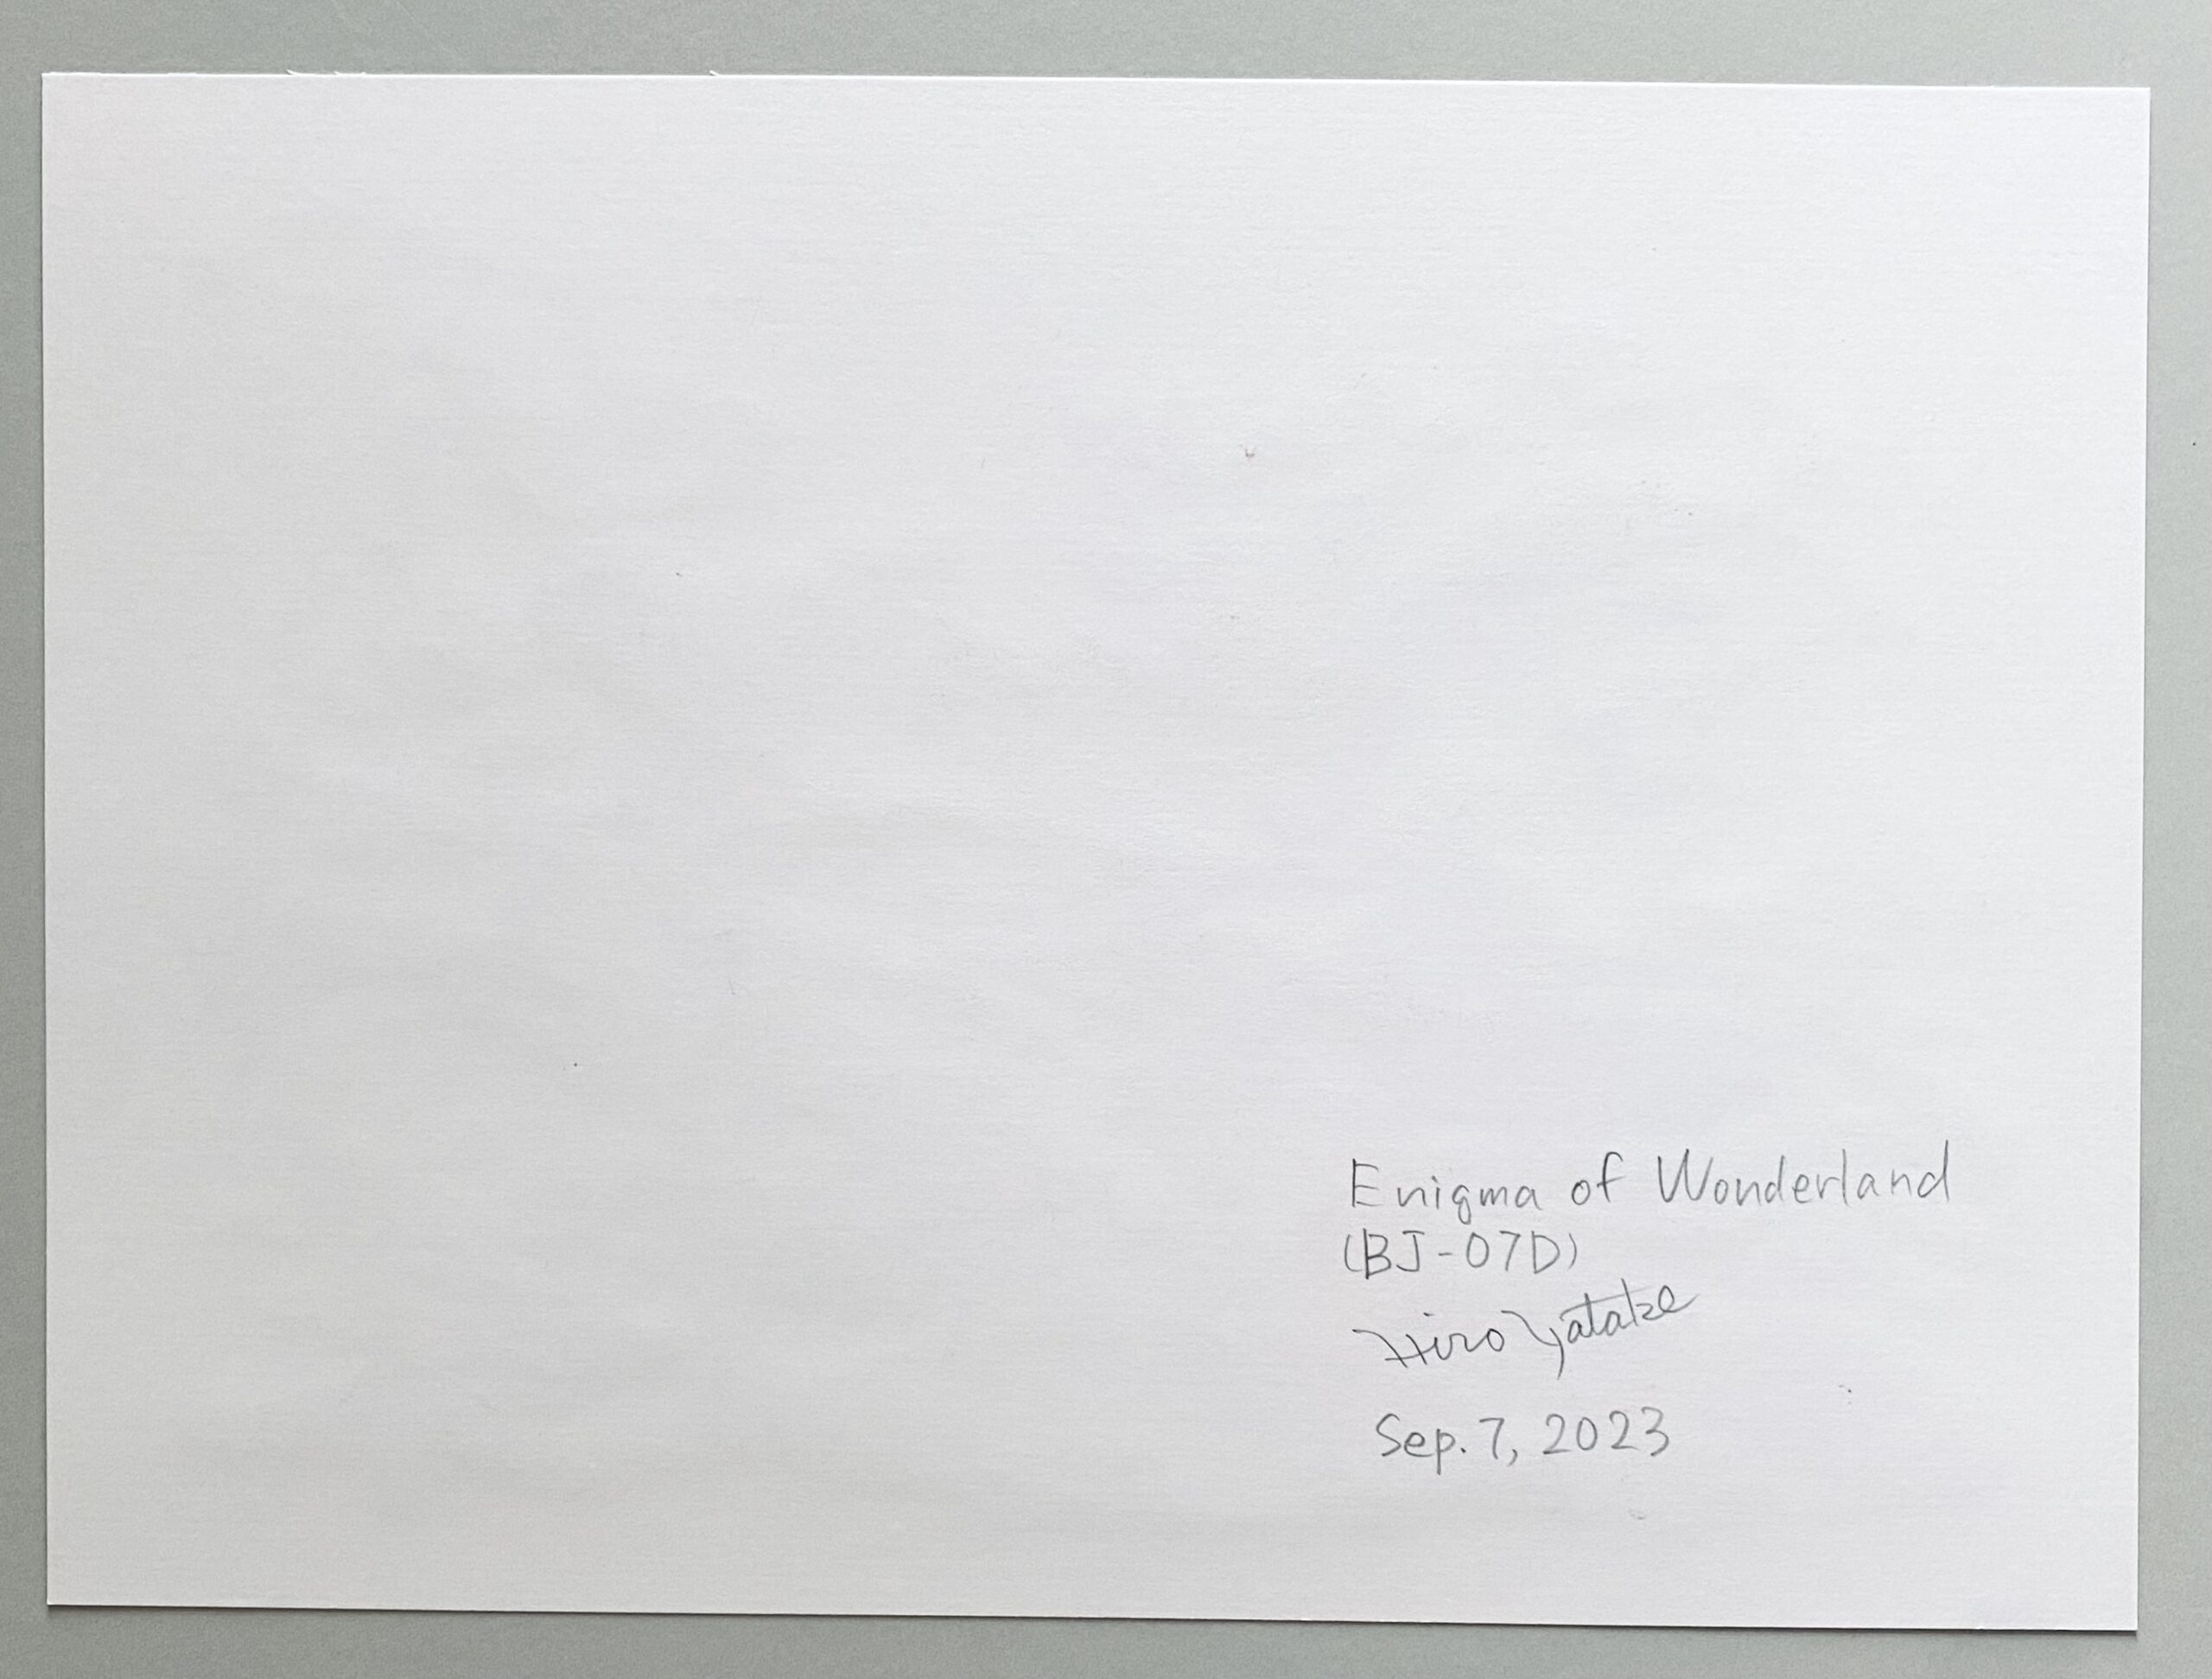 Enigma of Wonderland
(BJ-07D)
Hiro Yatake
Sep. 7, 2023